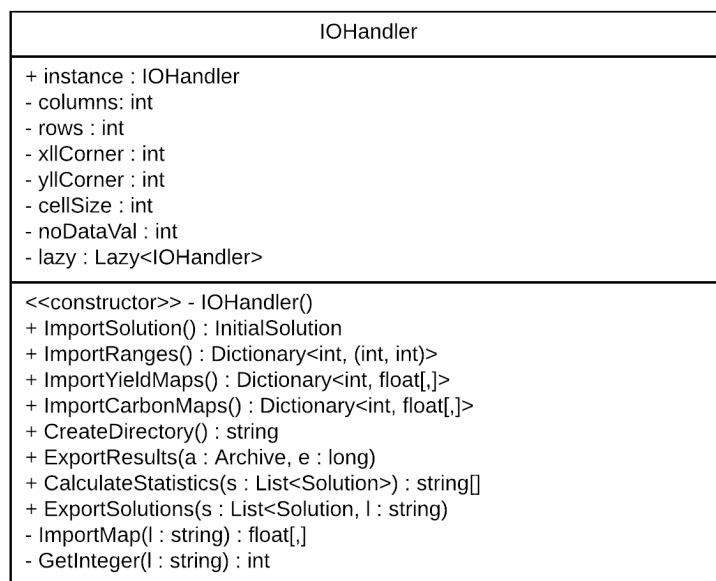 IOHandler
+ instance : IOHandler
- columns: int
- rows : int
- xllCorner : int
- yllCorner : int
- cellSize : int
- noDataVal : int
- lazy : Lazy<IOHandler>
<<constructor>> - IOHandler()
+ ImportSolution() : InitialSolution
+ ImportRanges() : Dictionary<int, (int, int)>
+ ImportYieldMaps() : Dictionary<int, float[,]>
+ ImportCarbonMaps() : Dictionary<int, float[,]>
+ CreateDirectory() : string
+ ExportResults(a : Archive, e : long)
+ CalculateStatistics(s : List<Solution>) : string[]
+ ExportSolutions(s : List<Solution, l : string)
- ImportMap(l : string) : float[,]
- GetInteger(l : string) : int